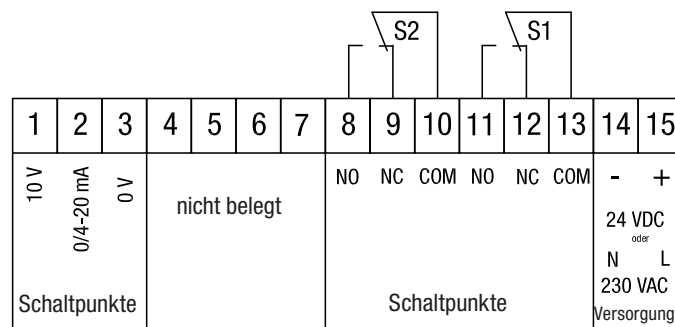 S2 S1
1 2 3 4 5 6 7 8 9 10 11 12 13 14 15
10 V
0/4-20 mA
0 V
nicht belegt
NO NC COM NO NC COM - +
24 VDC
oder
N L
230 VAC
Schaltpunkte
Schaltpunkte
Versorgung